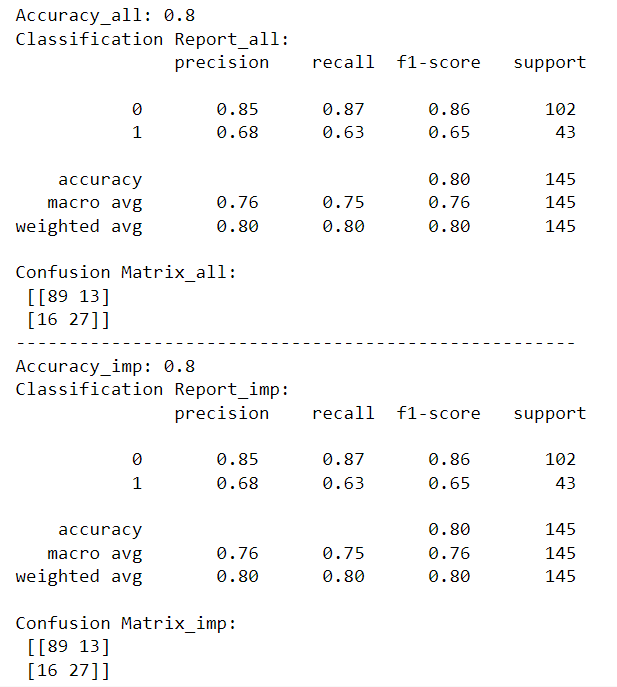 Accuracy_all: 0.8
Classification Report_all:
              precision    recall  f1-score   support

           0       0.85      0.87      0.86       102
           1       0.68      0.63      0.65        43

    accuracy                           0.80       145
   macro avg       0.76      0.75      0.76       145
weighted avg       0.80      0.80      0.80       145

Confusion Matrix_all:
 [[89 13]
 [16 27]]
-----------------------------------------------------
Accuracy_imp: 0.8
Classification Report_imp:
              precision    recall  f1-score   support

           0       0.85      0.87      0.86       102
           1       0.68      0.63      0.65        43

    accuracy                           0.80       145
   macro avg       0.76      0.75      0.76       145
weighted avg       0.80      0.80      0.80       145

Confusion Matrix_imp:
 [[89 13]
 [16 27]]